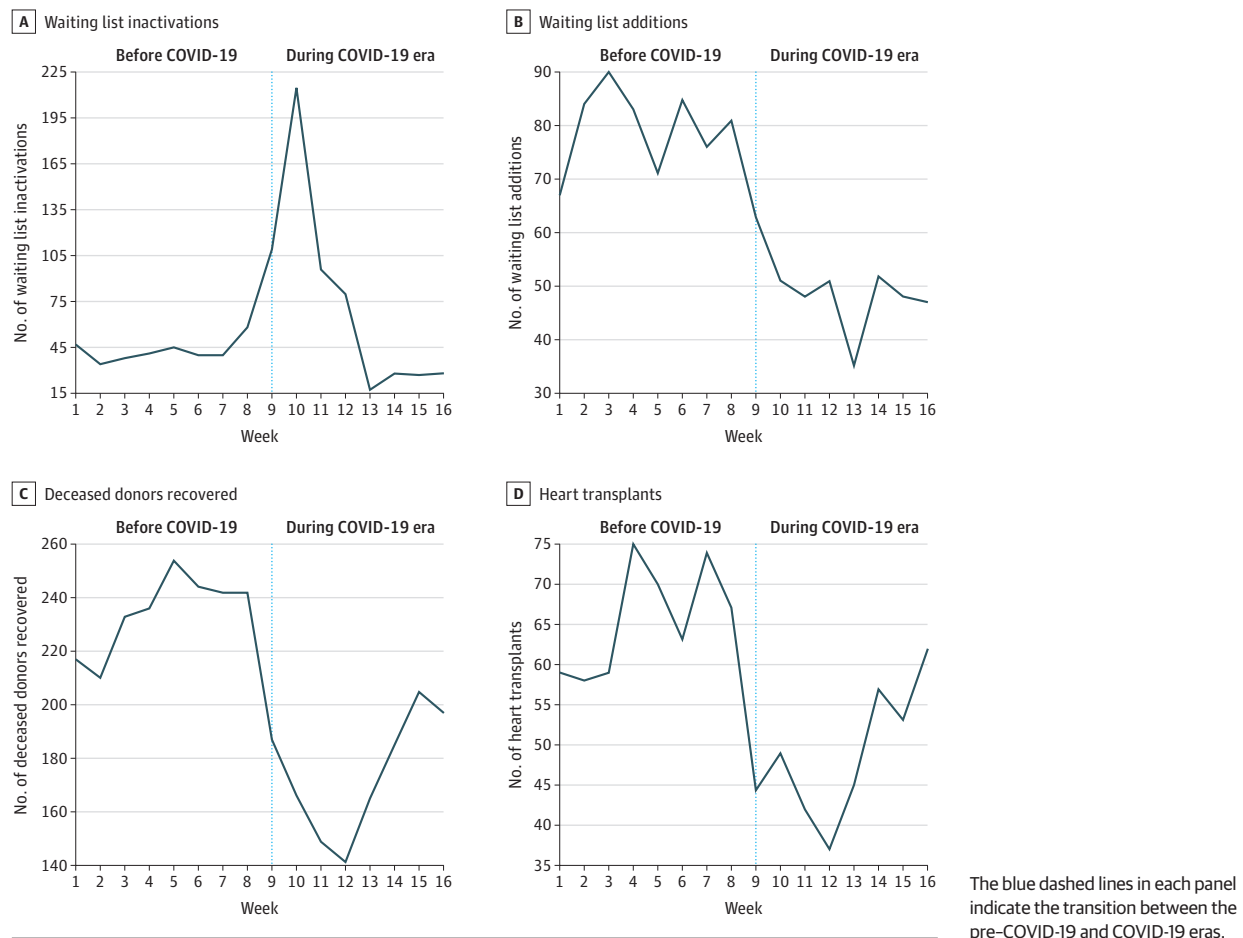 A Waiting list inactivations
Before COVID-19 During COVID-19 era
No. of waiting list inactivations
225
195
165
135
105
75
45
15
1 2 3 4 5 6 7 8 9 10 11 12 13 14 15 16
Week
B Waiting list additions
Before COVID-19 During COVID-19 era
No. of waiting list additions
90
80
70
60
50
40
30
1 2 3 4 5 6 7 8 9 10 11 12 13 14 15 16
Week
C Deceased donors recovered
Before COVID-19 During COVID-19 era
No. of deceased donors recovered
260
240
220
200
180
160
140
1 2 3 4 5 6 7 8 9 10 11 12 13 14 15 16
Week
D Heart transplants
Before COVID-19 During COVID-19 era
No. of heart transplants
75
70
65
60
55
50
45
40
35
1 2 3 4 5 6 7 8 9 10 11 12 13 14 15 16
Week
The blue dashed lines in each panel
indicate the transition between the
pre–COVID-19 and COVID-19 eras.